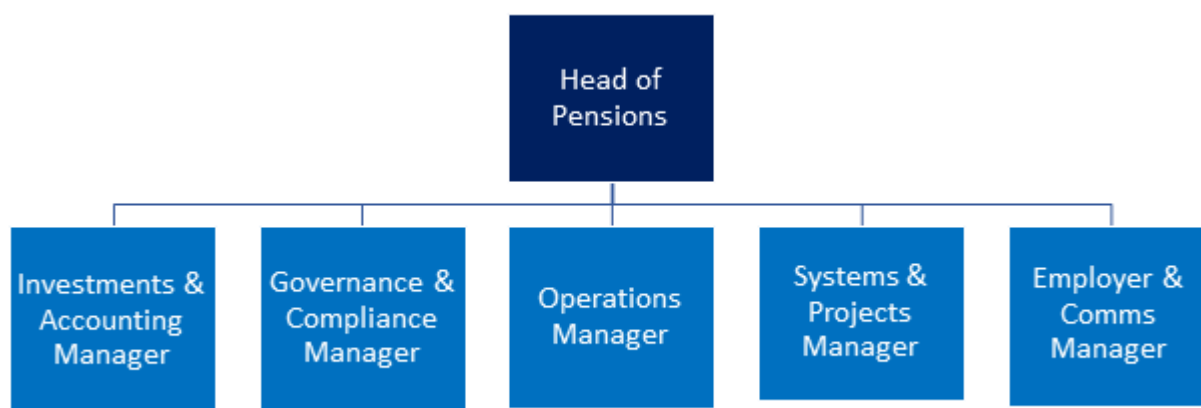 Head of
Pensions
Investments &
Accounting
Manager
Governance &
Compliance
Manager
Operations
Manager
Systems &
Projects
Manager
Employer &
Comms
Manager